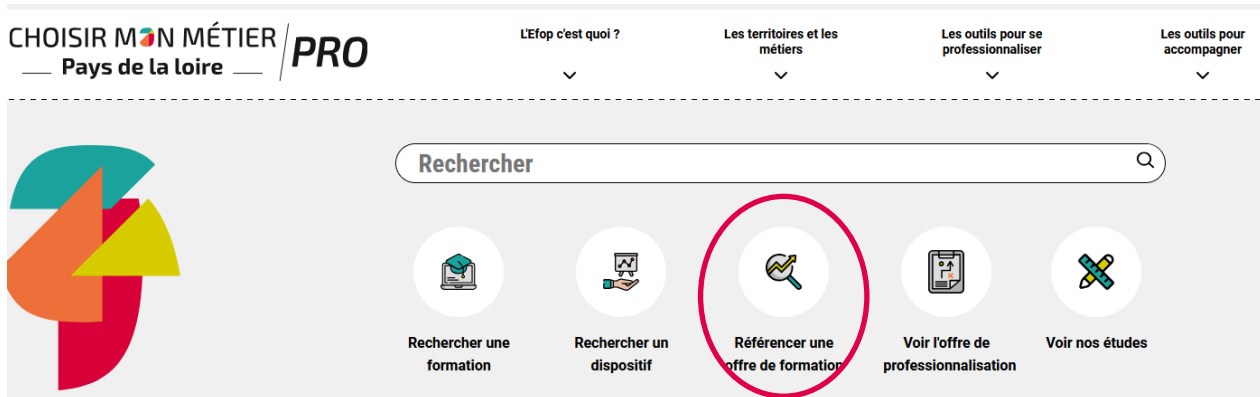 CHOISIR MON MÉTIER
Pays de la loire
PRO
L'Efop c'est quoi ?
Les territoires et les
métiers
Les outils pour se
professionnaliser
Les outils pour
accompagner
Rechercher
Rechercher une
formation
Rechercher un
dispositif
Référencer une
offre de formation
Voir l'offre de
professionnalisation
Voir nos études